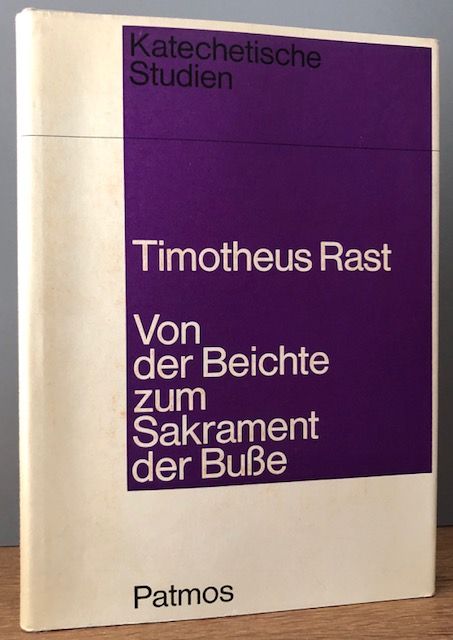 Katechetische
Studien
Timotheus Rast
Von
der Beichte
zum
Sakrament
der Buße
Patmos